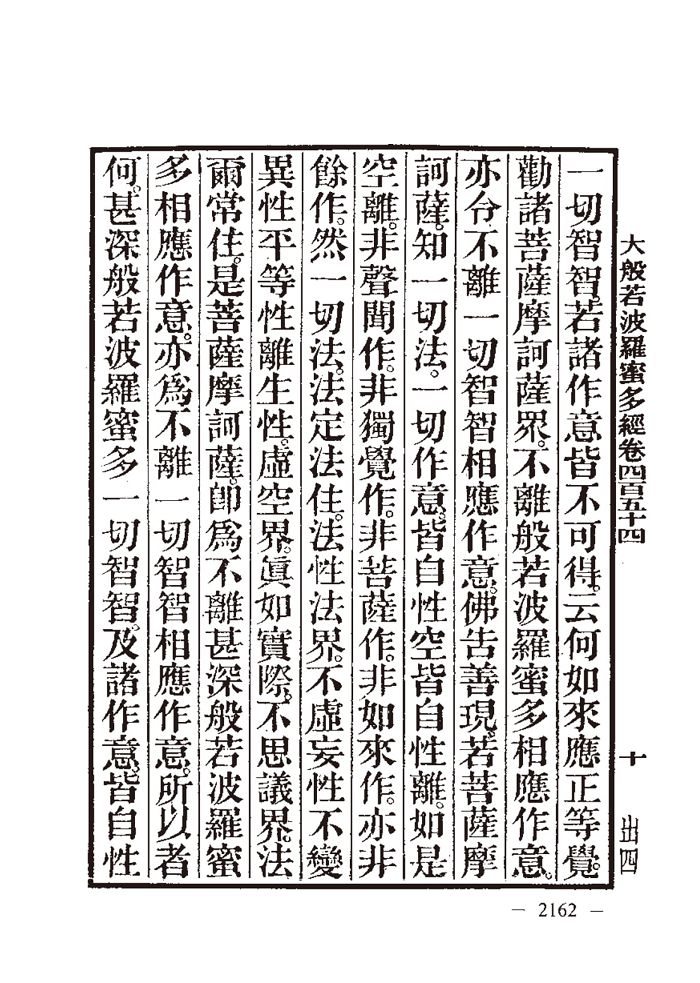 大般若波羅蜜多經卷四百五十四
十
出四
一切智智。若諸作意皆不可得。云何如來應正等覺。
勸諸菩薩摩訶薩眾。不離般若波羅蜜多相應作意。
亦令不離一切智智相應作意。佛告善現。若菩薩摩
訶薩。知一切法。一切作意。皆自性空皆自性離。如是
空離。非聲聞作。非獨覺作。非菩薩作。非如來作。亦非
餘作。然一切法。法定法住。法性法界。不虛妄性不變
異性平等性離生性。虛空界。眞如實際。不思議界。法
爾常住。是菩薩摩訶薩。卽爲不離甚深般若波羅蜜
多相應作意。亦爲不離一切智智相應作意。所以者
何。甚深般若波羅蜜多一切智智。及諸作意。皆自性
— 2162 —